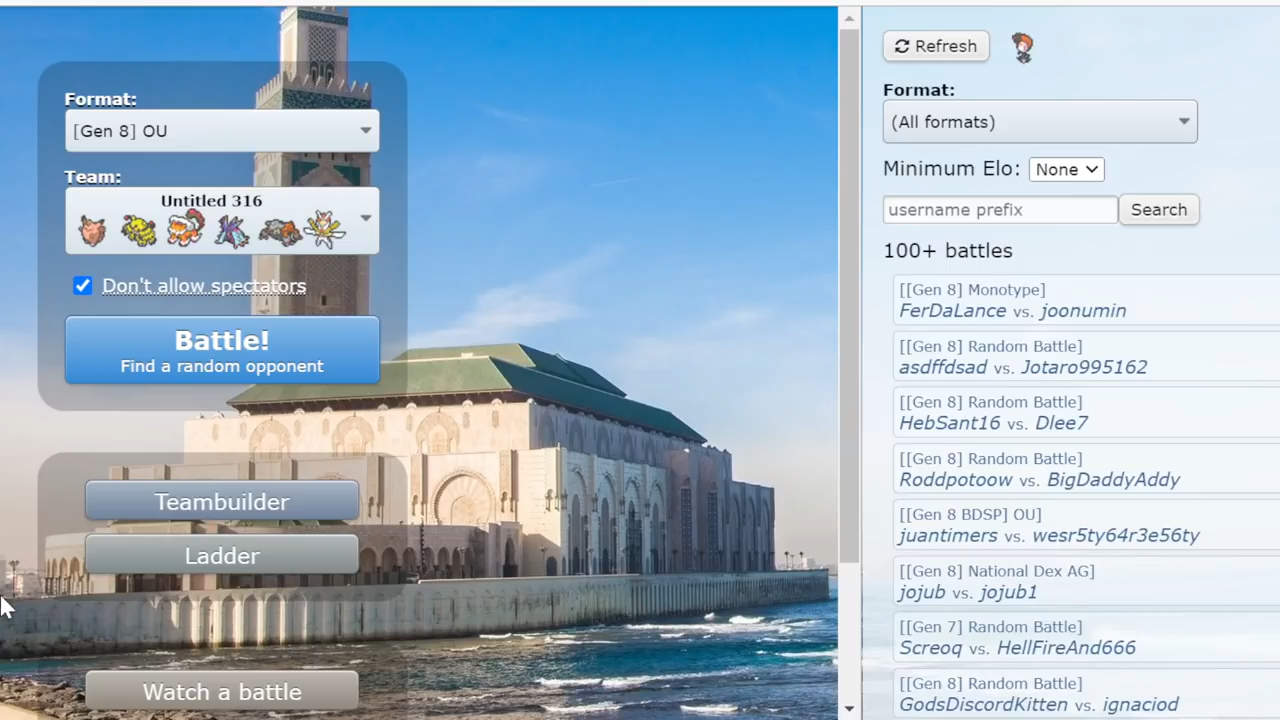 Format:
[Gen 8] OU
Team:
Untitled 316
Don't allow spectators
Battle!
Find a random opponent
Teambuilder
Ladder
Watch a battle
Refresh
Format:
(All formats)
Minimum Elo: None
username prefix Search
100+ battles
[[Gen 8] Monotype]
FerDaLance vs. joonumin
[[Gen 8] Random Battle]
asdffdsad vs. Jotaro995162
[[Gen 8] Random Battle]
HebSant16 vs. Dlee7
[[Gen 8] Random Battle]
Roddpotoow vs. BigDaddyAddy
[[Gen 8 BDSP] OU]
juantimers vs. wesr5ty64r3e56ty
[[Gen 8] National Dex AG]
jojub vs. jojub1
[[Gen 7] Random Battle]
Screoq vs. HellFireAnd666
[[Gen 8] Random Battle]
GodsDiscordKitten vs. ignaciod